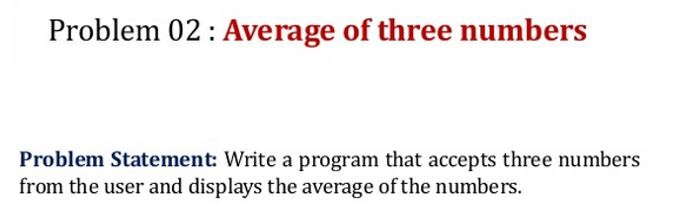 Problem 02 : Average of three numbers
Problem Statement: Write a program that accepts three numbers
from the user and displays the average of the numbers.